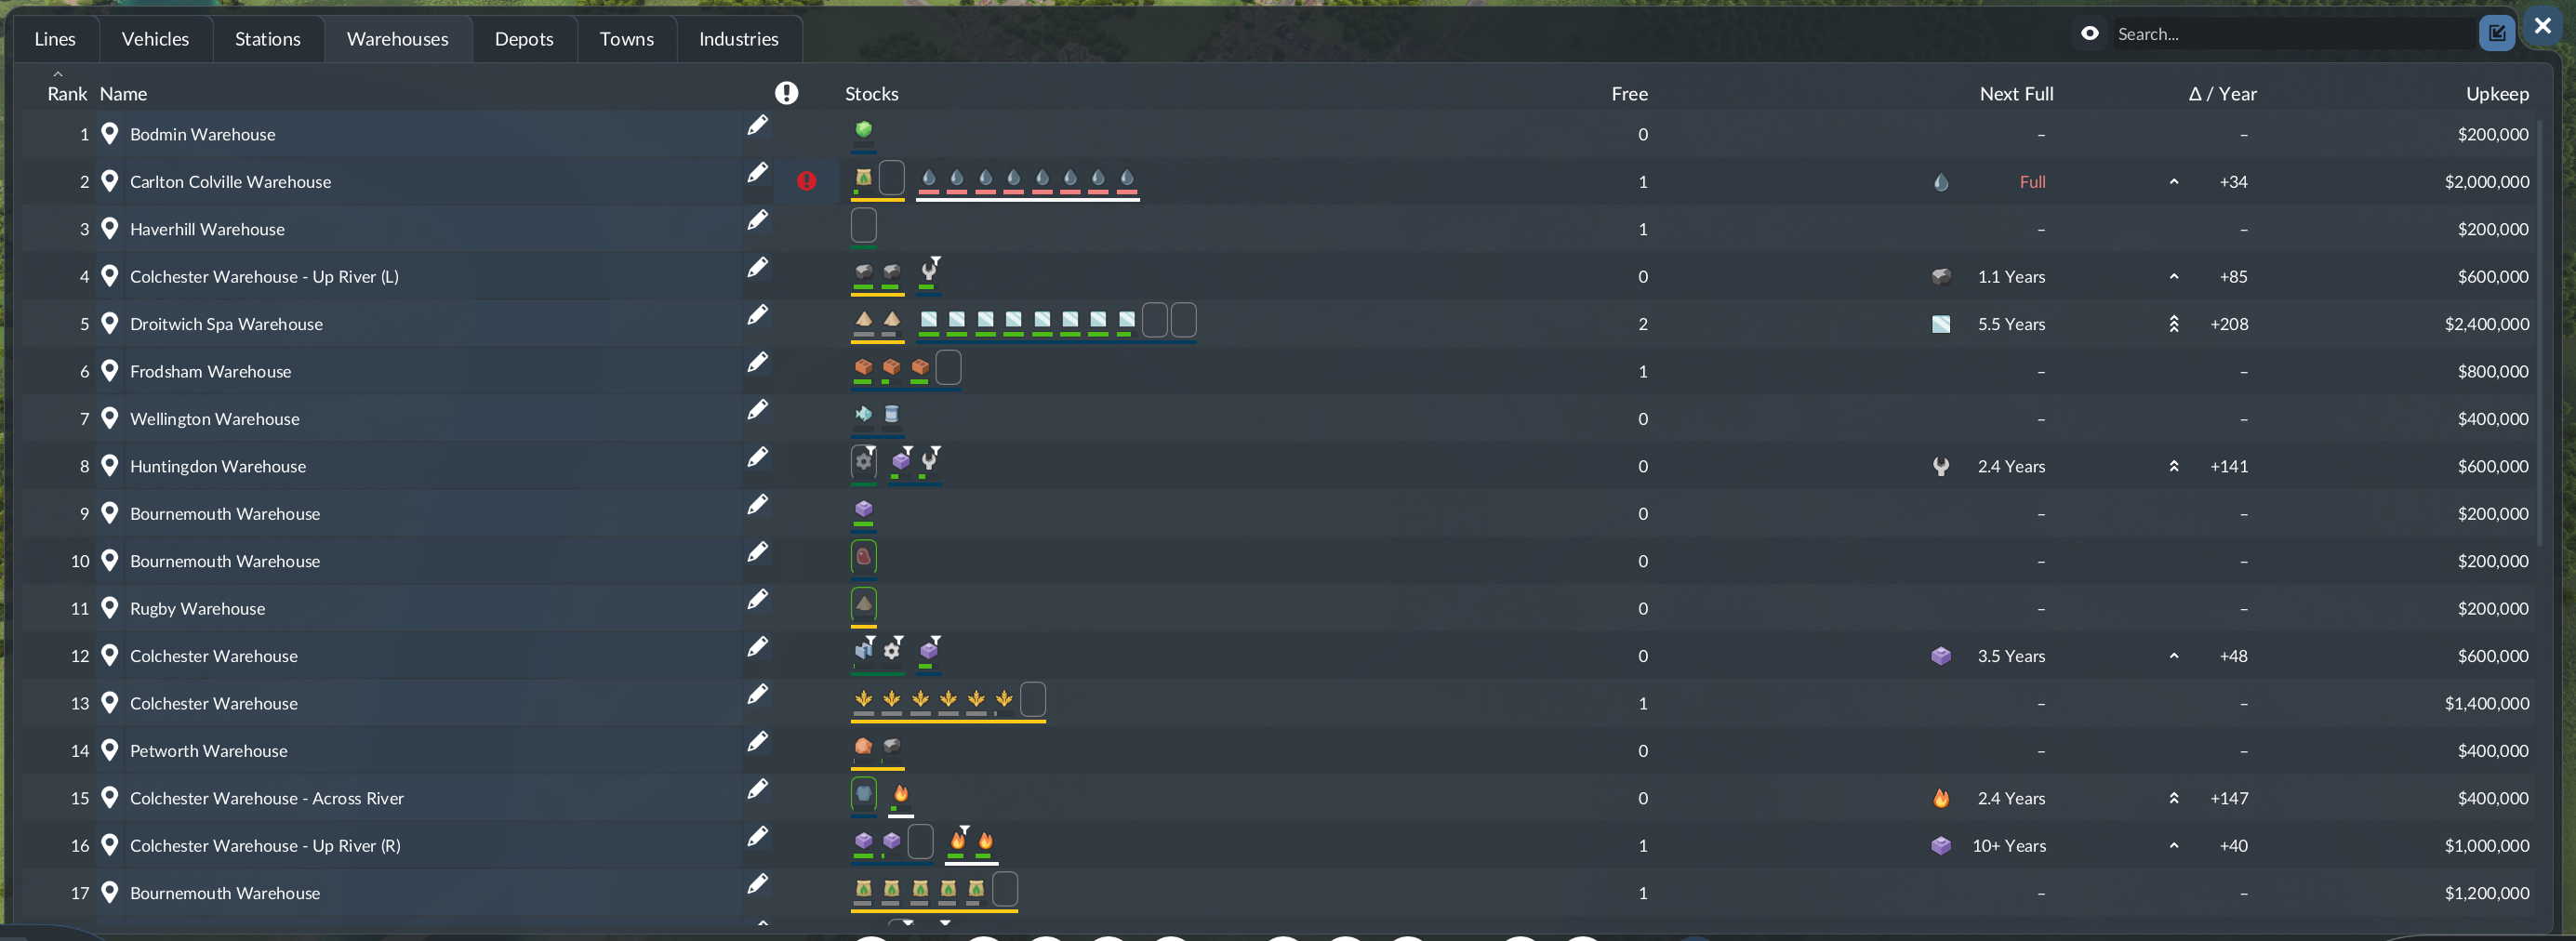 Lines Vehicles Stations Warehouses Depots Towns Industries Search...
Rank Name Stocks Free Next Full Δ / Year Upkeep
1 Bodmin Warehouse 0 – – $200,000
2 Carlton Colville Warehouse 1 Full +34 $2,000,000
3 Haverhill Warehouse 1 – – $200,000
4 Colchester Warehouse - Up River (L) 0 1.1 Years +85 $600,000
5 Droitwich Spa Warehouse 2 5.5 Years +208 $2,400,000
6 Frodsham Warehouse 1 – – $800,000
7 Wellington Warehouse 0 – – $400,000
8 Huntingdon Warehouse 0 2.4 Years +141 $600,000
9 Bournemouth Warehouse 0 – – $200,000
10 Bournemouth Warehouse 0 – – $200,000
11 Rugby Warehouse 0 – – $200,000
12 Colchester Warehouse 0 3.5 Years +48 $600,000
13 Colchester Warehouse 1 – – $1,400,000
14 Petworth Warehouse 0 – – $400,000
15 Colchester Warehouse - Across River 0 2.4 Years +147 $400,000
16 Colchester Warehouse - Up River (R) 1 10+ Years +40 $1,000,000
17 Bournemouth Warehouse 1 – – $1,200,000